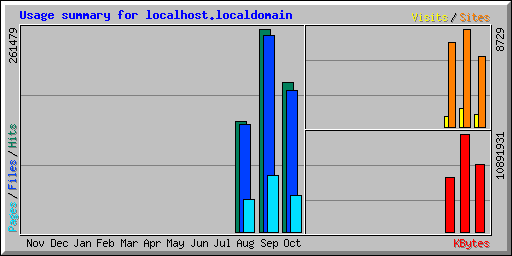 Usage summary for localhost.localdomain
Visits / Sites
261479
8729
Pages / Files / Hits
10891931
Nov Dec Jan Feb Mar Apr May Jun Jul Aug Sep Oct
KBytes